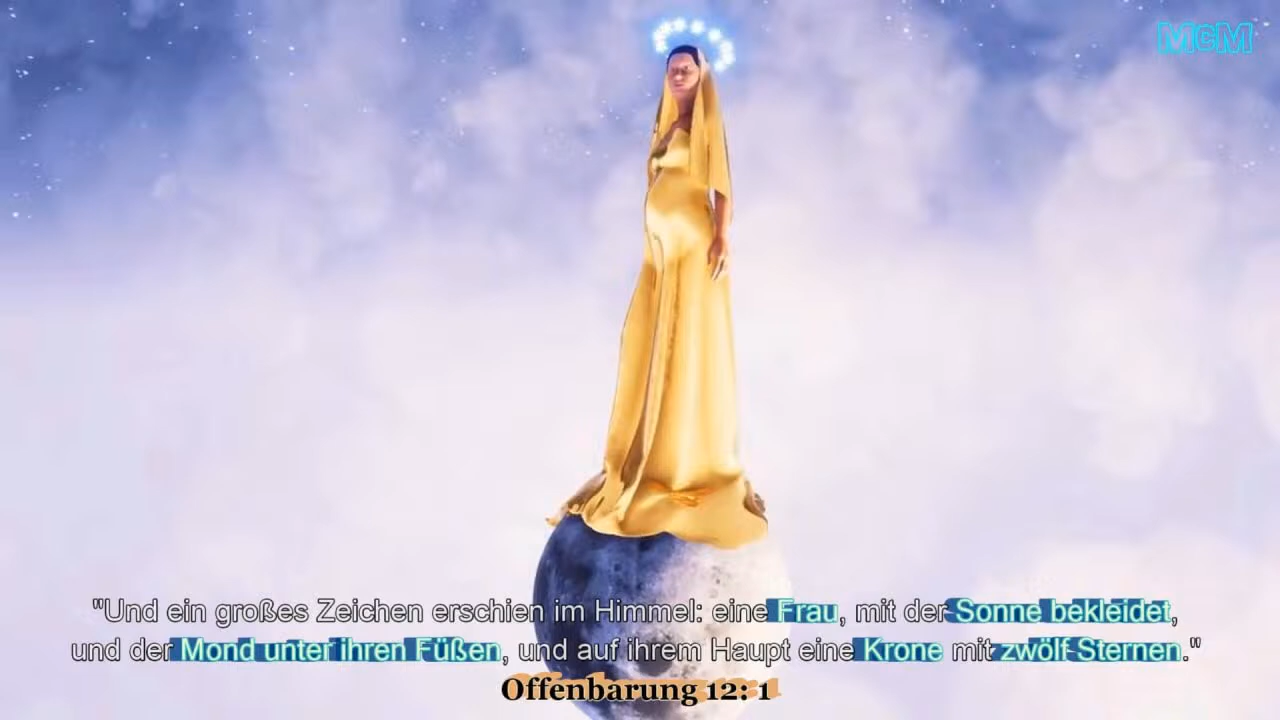 McM
"Und ein großes Zeichen erschien im Himmel: eine Frau, mit der Sonne bekleidet,
und der Mond unter ihren Füßen, und auf ihrem Haupt eine Krone mit zwölf Sternen."
Offenbarung 12: 1